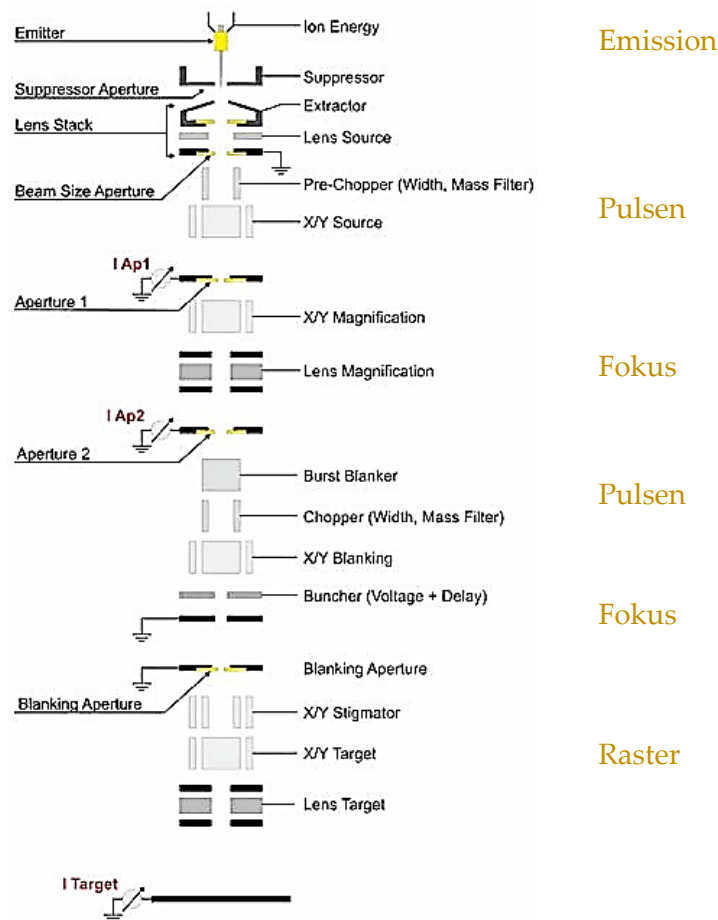 Ion Energy
Emitter
Emission
Suppressor
Suppressor Aperture
Extractor
Lens Stack
Lens Source
Beam Size Aperture
Pre-Chopper (Width, Mass Filter)
Pulsen
X/Y Source
I Ap1
Aperture 1
X/Y Magnification
Fokus
Lens Magnification
I Ap2
Aperture 2
Burst Blanker
Pulsen
Chopper (Width, Mass Filter)
X/Y Blanking
Buncher (Voltage + Delay)
Fokus
Blanking Aperture
Blanking Aperture
X/Y Stigmator
X/Y Target
Raster
Lens Target
I Target